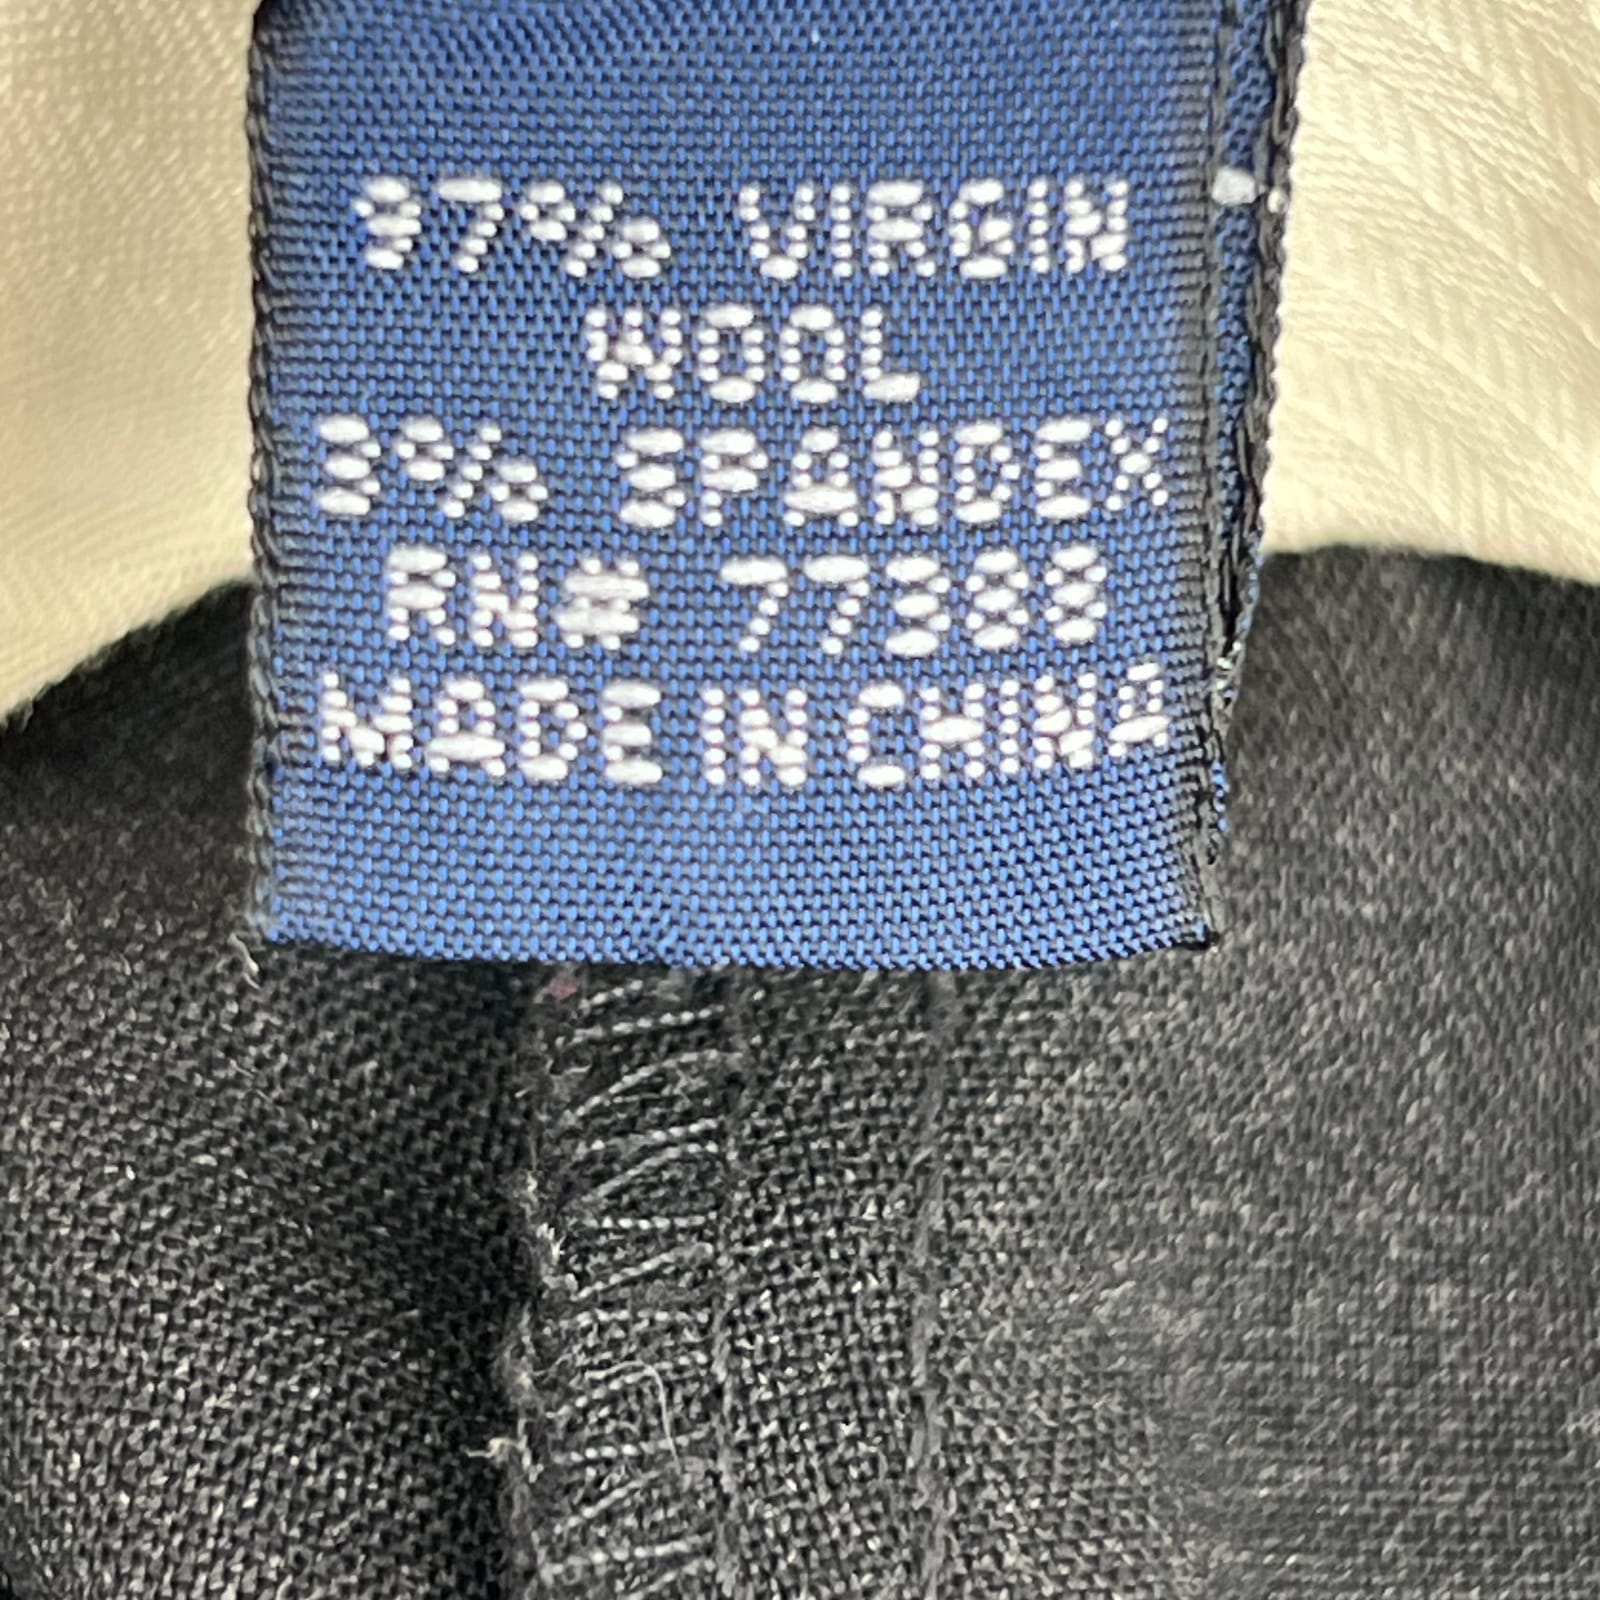 97% VIRGIN
WOOL
3% SPANDEX
RN# 77388
MADE IN CHINA